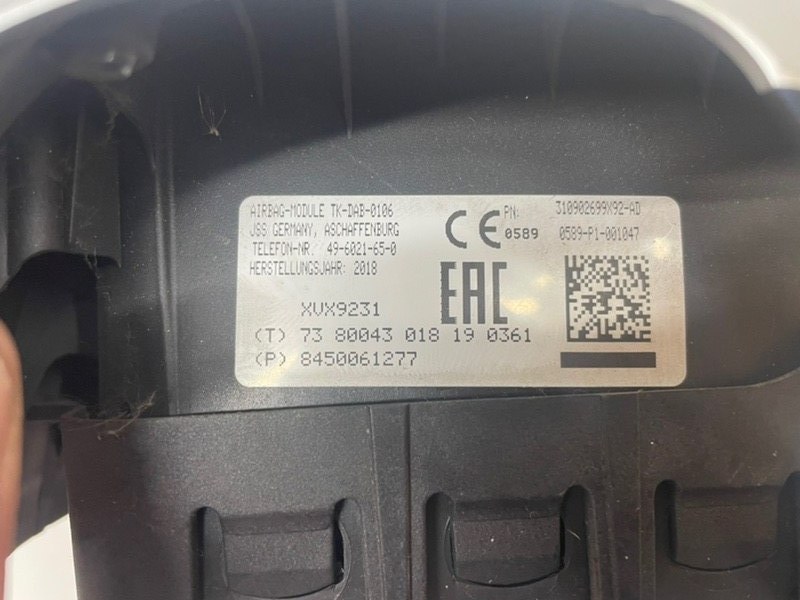 AIRBAG-MODULE TK-DAB-0106
JSS GERMANY, ASCHAFFENBURG
TELEFON-NR. 49-6021-65-0
HERSTELLUNGSJAHR: 2018
CE 0589
PN: 310902699X92-AD
0589-P1-001047
EAC
XVX9231
(T) 73 80043 018 19 0361
(P) 8450061277